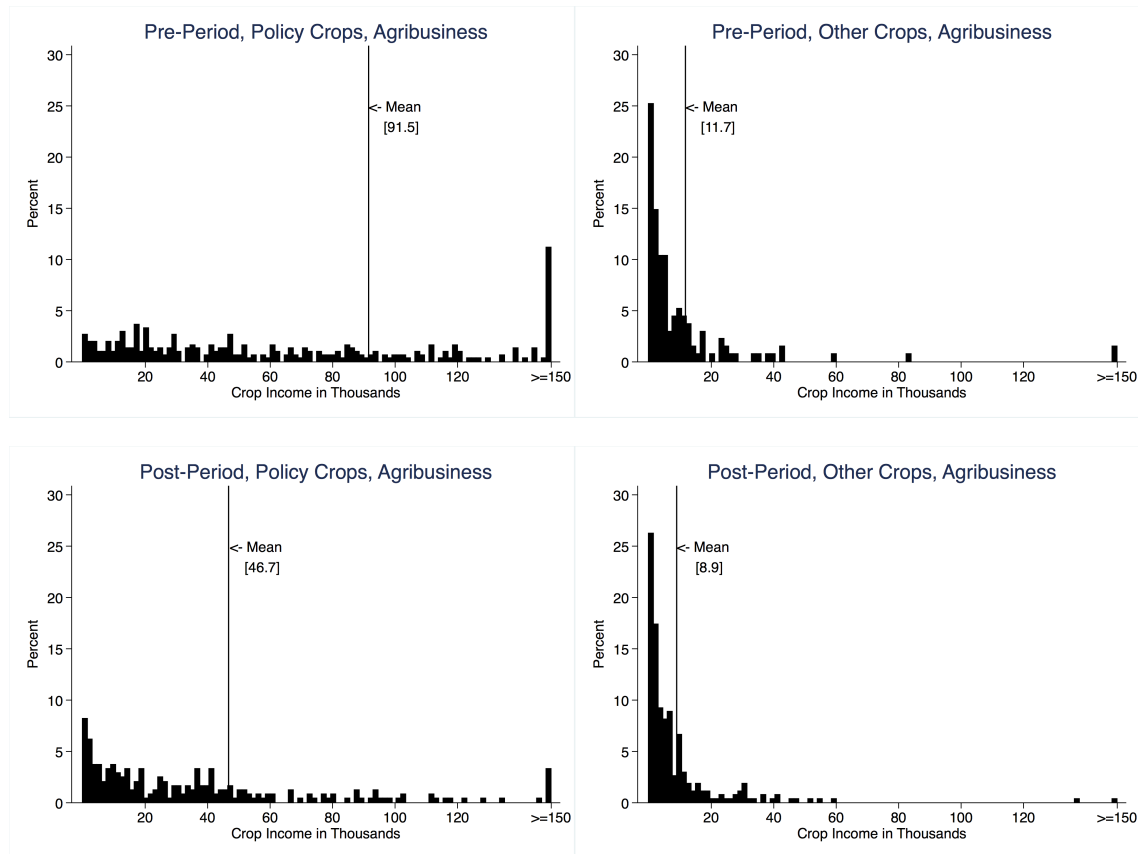 Pre-Period, Policy Crops, Agribusiness
30
25
20
15
10
5
0
Percent
<- Mean
[91.5]
20 40 60 80 100 120 >=150
Crop Income in Thousands
Pre-Period, Other Crops, Agribusiness
30
25
20
15
10
5
0
Percent
<- Mean
[11.7]
20 40 60 80 100 120 >=150
Crop Income in Thousands
Post-Period, Policy Crops, Agribusiness
30
25
20
15
10
5
0
Percent
<- Mean
[46.7]
20 40 60 80 100 120 >=150
Crop Income in Thousands
Post-Period, Other Crops, Agribusiness
30
25
20
15
10
5
0
Percent
<- Mean
[8.9]
20 40 60 80 100 120 >=150
Crop Income in Thousands